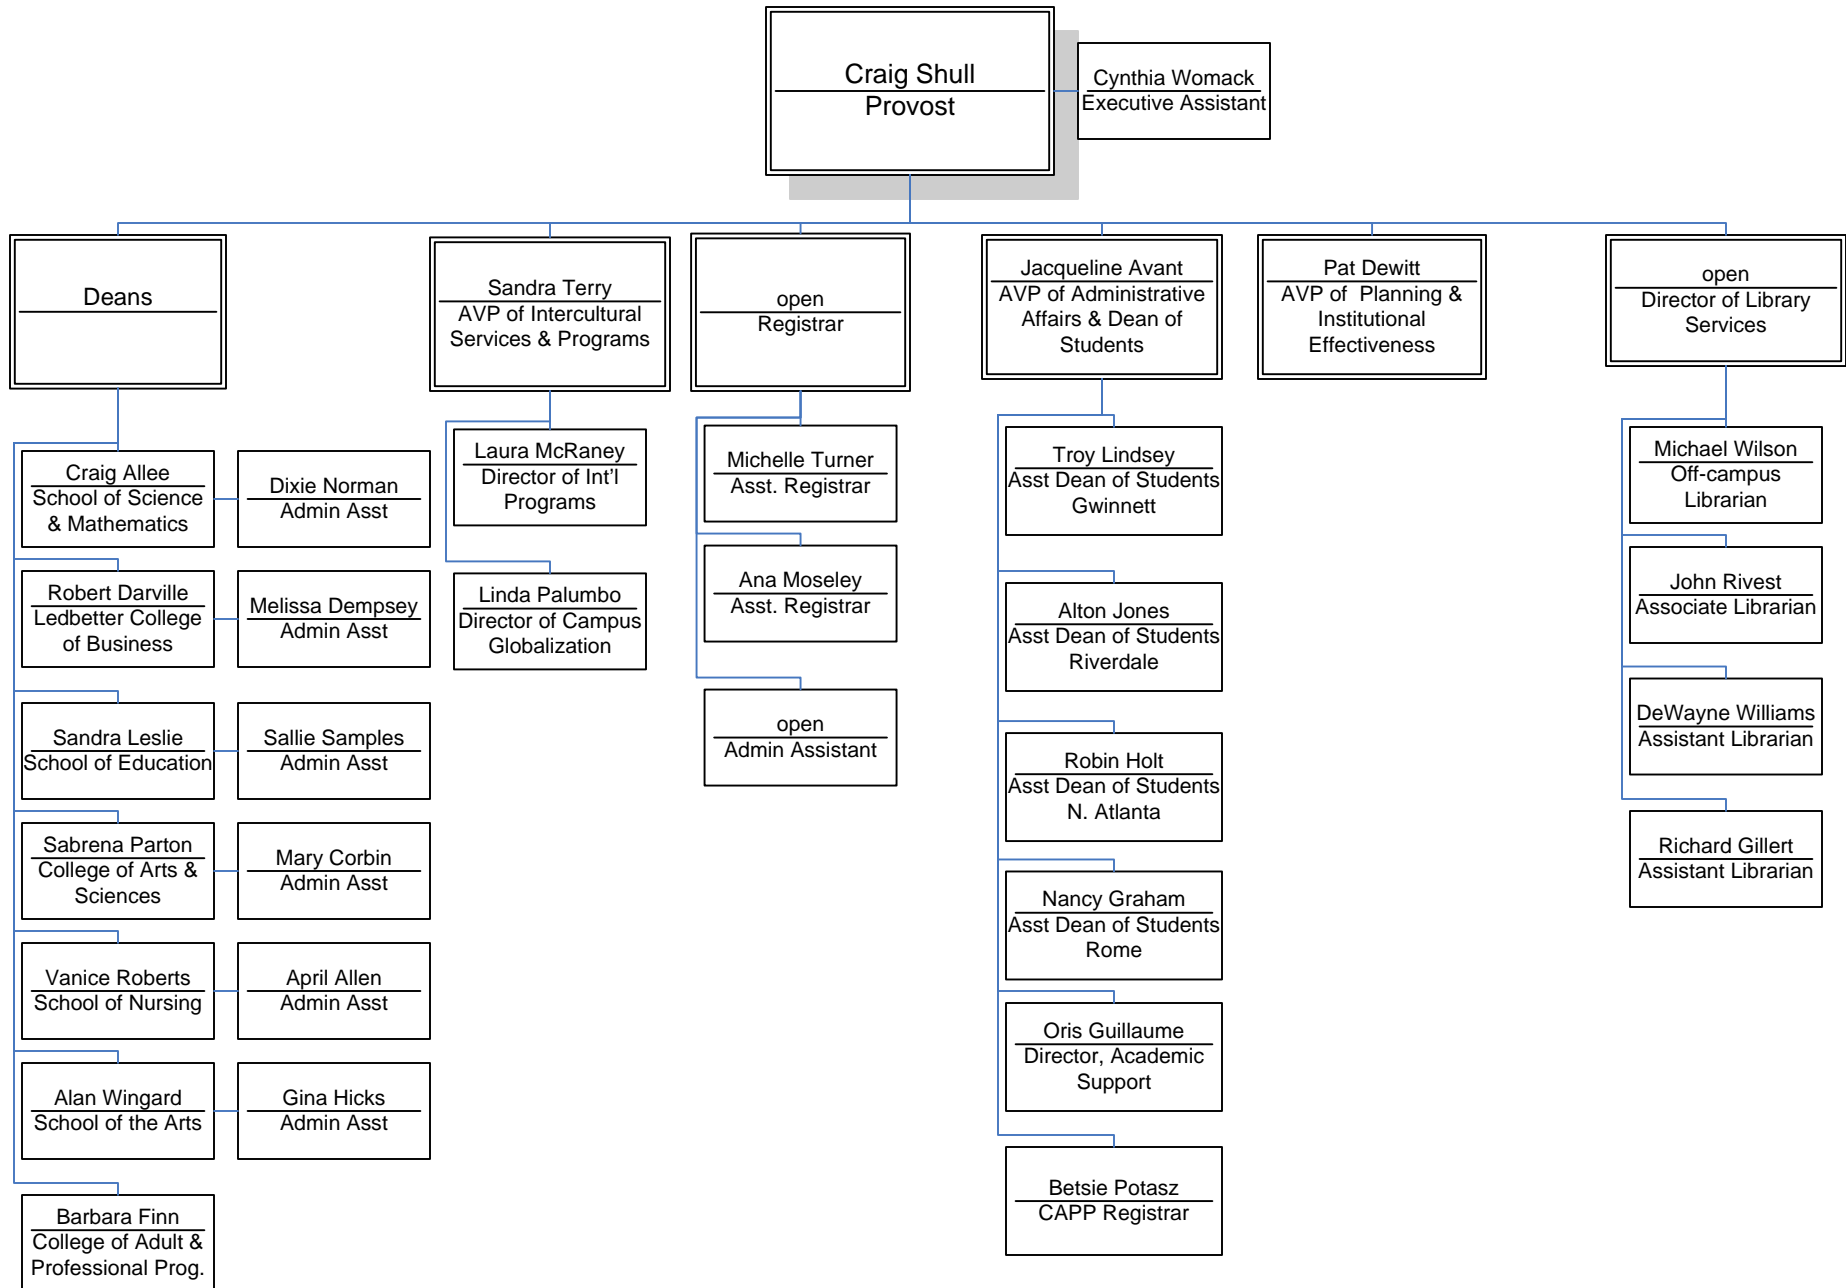 Craig Shull
Provost
Cynthia Womack
Executive Assistant
Deans
Sandra Terry
AVP of Intercultural
Services & Programs
open
Registrar
Jacqueline Avant
AVP of Administrative
Affairs & Dean of
Students
Pat Dewitt
AVP of Planning &
Institutional
Effectiveness
open
Director of Library
Services
Craig Allee
School of Science
& Mathematics
Dixie Norman
Admin Asst
Robert Darville
Ledbetter College
of Business
Melissa Dempsey
Admin Asst
Sandra Leslie
School of Education
Sallie Samples
Admin Asst
Sabrena Parton
College of Arts &
Sciences
Mary Corbin
Admin Asst
Vanice Roberts
School of Nursing
April Allen
Admin Asst
Alan Wingard
School of the Arts
Gina Hicks
Admin Asst
Barbara Finn
College of Adult &
Professional Prog.
Laura McRaney
Director of Int'l
Programs
Linda Palumbo
Director of Campus
Globalization
Michelle Turner
Asst. Registrar
Ana Moseley
Asst. Registrar
open
Admin Assistant
Troy Lindsey
Asst Dean of Students
Gwinnett
Alton Jones
Asst Dean of Students
Riverdale
Robin Holt
Asst Dean of Students
N. Atlanta
Nancy Graham
Asst Dean of Students
Rome
Oris Guillaume
Director, Academic
Support
Betsie Potasz
CAPP Registrar
Michael Wilson
Off-campus
Librarian
John Rivest
Associate Librarian
DeWayne Williams
Assistant Librarian
Richard Gillert
Assistant Librarian